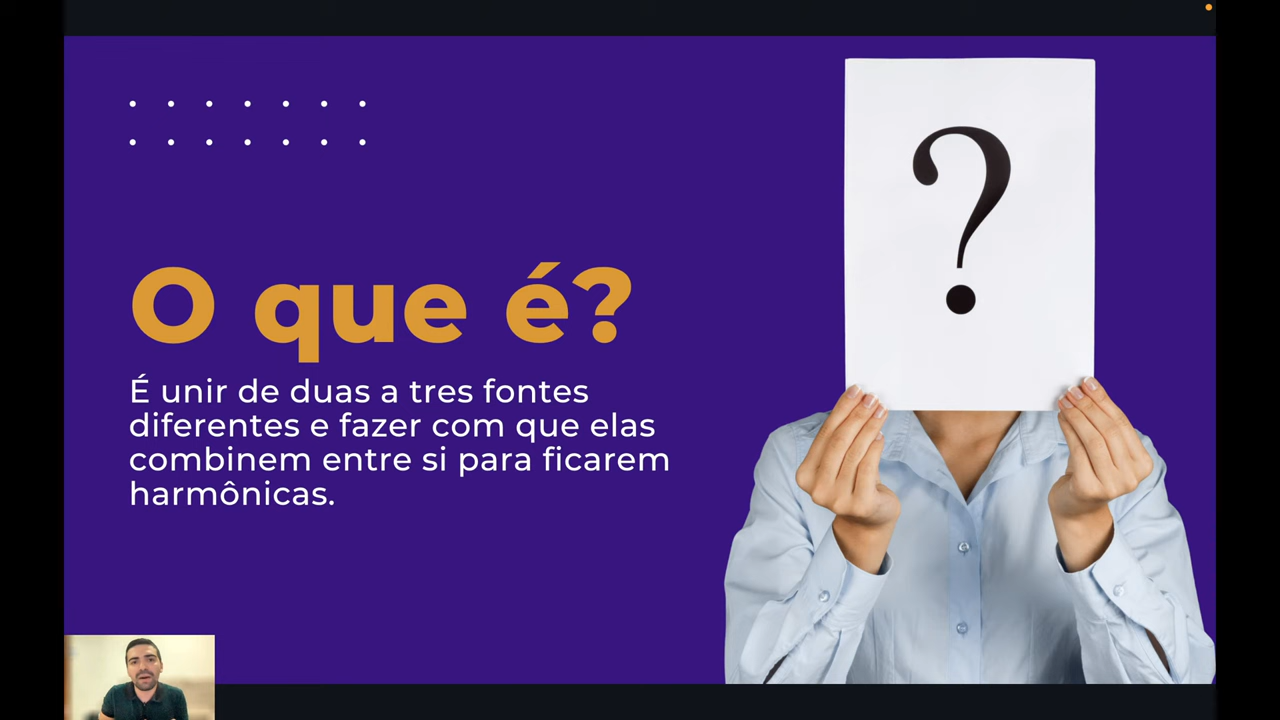 ?
O que é?
É unir de duas a tres fontes
diferentes e fazer com que elas
combinem entre si para ficarem
harmônicas.